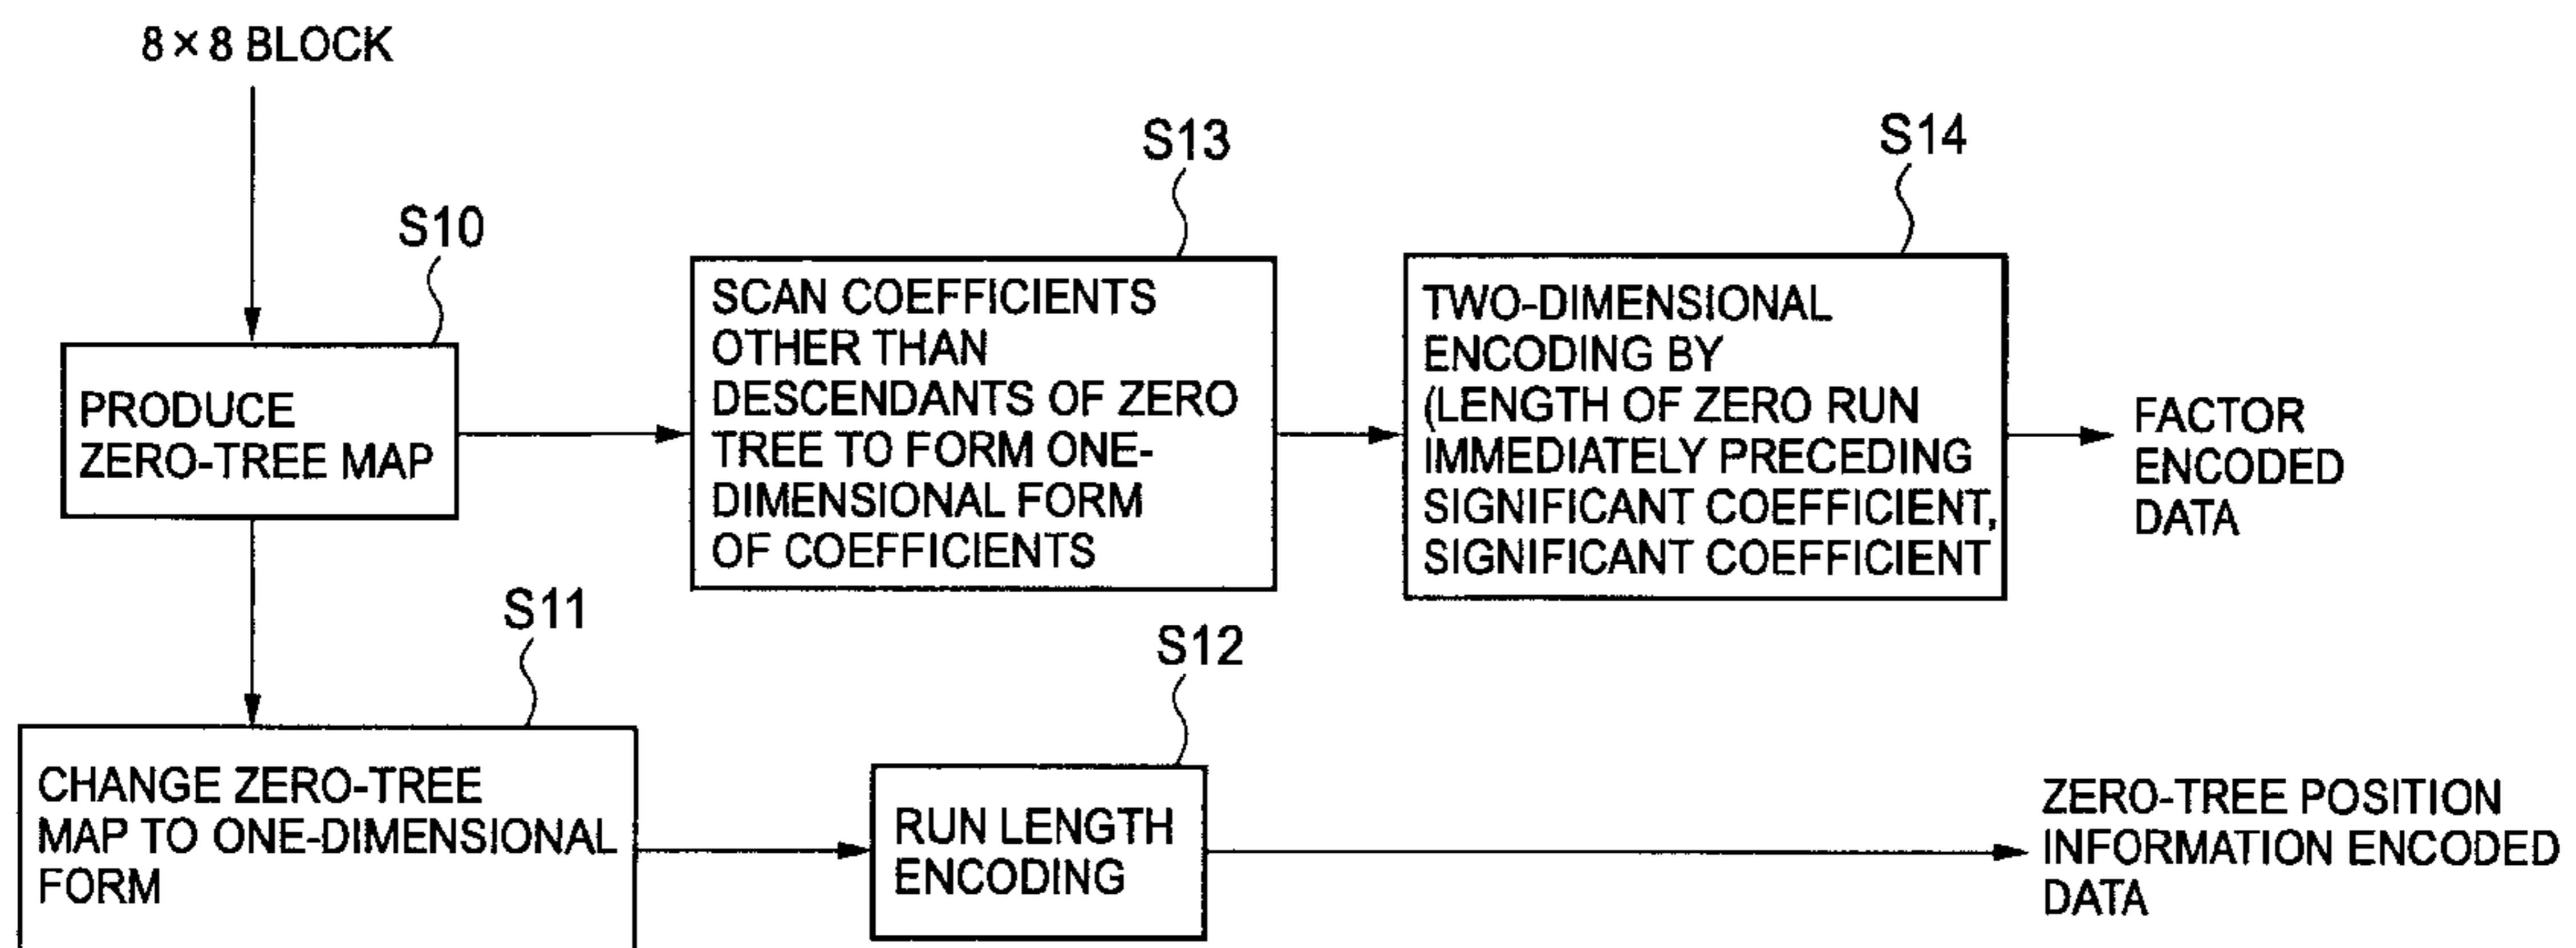 8×8 BLOCK
S10
PRODUCE
ZERO-TREE MAP
S13
SCAN COEFFICIENTS
OTHER THAN
DESCENDANTS OF ZERO
TREE TO FORM ONE-
DIMENSIONAL FORM
OF COEFFICIENTS
S14
TWO-DIMENSIONAL
ENCODING BY
(LENGTH OF ZERO RUN
IMMEDIATELY PRECEDING
SIGNIFICANT COEFFICIENT,
SIGNIFICANT COEFFICIENT
FACTOR
ENCODED
DATA
S11
CHANGE ZERO-TREE
MAP TO ONE-DIMENSIONAL
FORM
S12
RUN LENGTH
ENCODING
ZERO-TREE POSITION
INFORMATION ENCODED
DATA